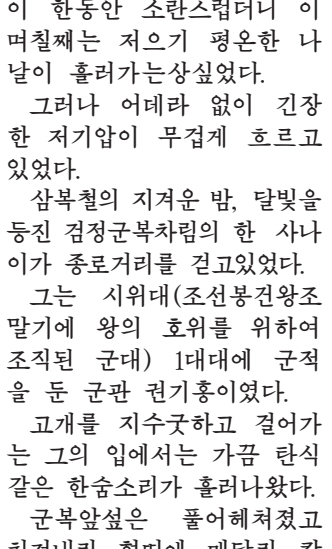 이 한동안 소란스럽더니 이
며칠째는 저으기 평온한 나
날이 흘러가는상싶었다.
그러나 어데라 없이 긴장
한 저기압이 무겁게 흐르고
있었다.
삼복철의 지겨운 밤, 달빛을
등진 검정군복차림의 한 사나
이가 종로거리를 걷고있었다.
그는 시위대(조선봉건왕조
말기에 왕의 호위를 위하여
조직된 군대) 1대대에 군적
을 둔 군관 권기홍이였다.
고개를 지수굿하고 걸어가
는 그의 입에서는 가끔 탄식
같은 한숨소리가 흘러나왔다.
군복앞섶은 풀어헤쳐졌고